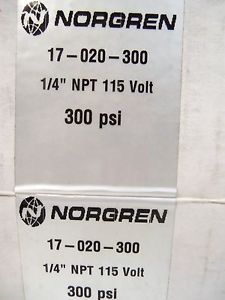 NORGREN
17-020-300
1/4" NPT 115 Volt
300 psi
NORGREN
17-020-300
1/4" NPT 115 Volt
300 psi